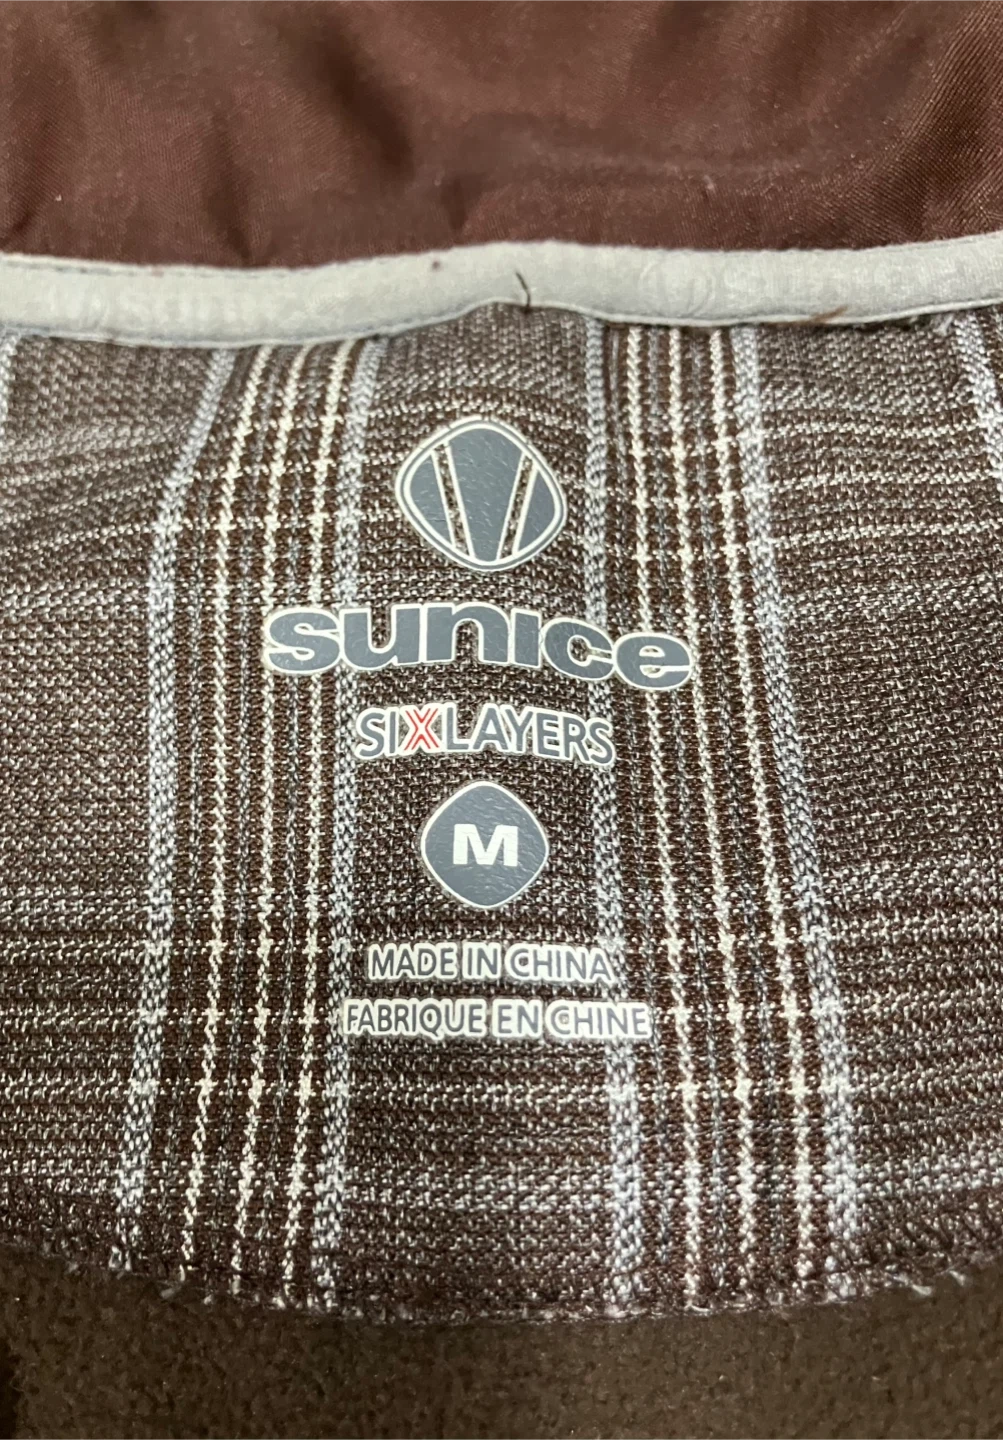 sunice
SIXLAYERS
M
MADE IN CHINA
FABRIQUE EN CHINE